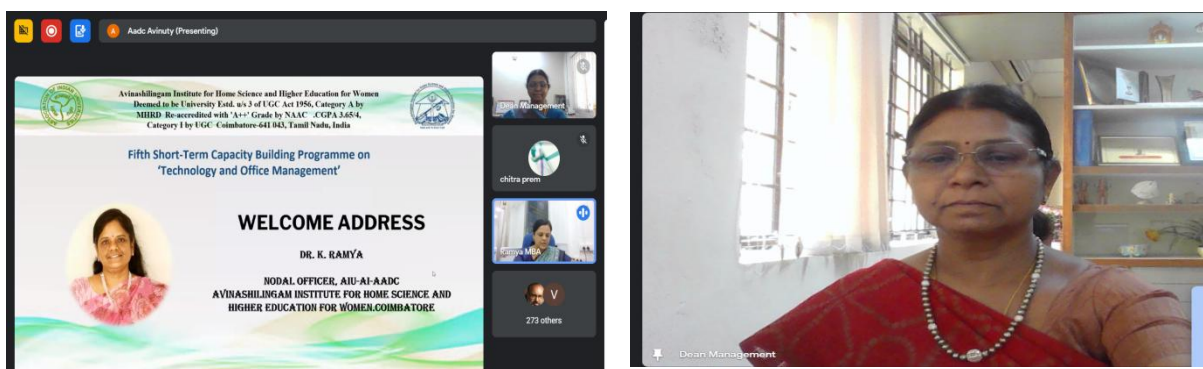 A
Aadc Avinuty (Presenting)
Avinashilingam Institute for Home Science and Higher Education for Women
Deemed to be University Estd. u/s 3 of UGC Act 1956, Category A by
MHRD Re-accredited with 'A++' Grade by NAAC .CGPA 3.65/4,
Category I by UGC Coimbatore-641 043, Tamil Nadu, India
Fifth Short-Term Capacity Building Programme on
'Technology and Office Management'
WELCOME ADDRESS
DR. K. RAMYA
NODAL OFFICER, AIU-AI-AADC
AVINASHILINGAM INSTITUTE FOR HOME SCIENCE AND
HIGHER EDUCATION FOR WOMEN.COIMBATORE
Dean Management
chitra prem
Ramya MBA
V
273 others
Dean Management